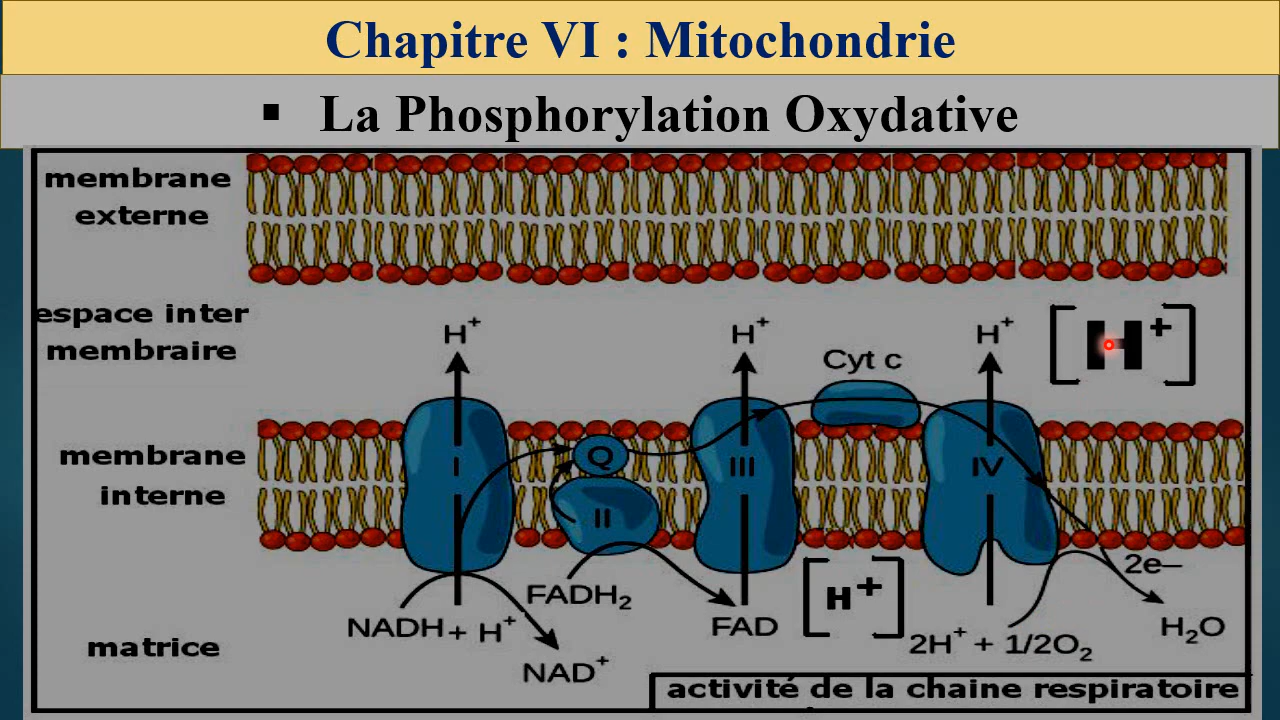 Chapitre VI : Mitochondrie
▪ La Phosphorylation Oxydative
membrane
externe
espace inter
membraire
H⁺
H⁺
H⁺
[H⁺]
Cyt c
membrane
interne
I
Q
II
III
IV
[H⁺]
2e–
FADH₂
NADH + H⁺
FAD
2H⁺ + 1/2O₂
H₂O
matrice
NAD⁺
activité de la chaine respiratoire